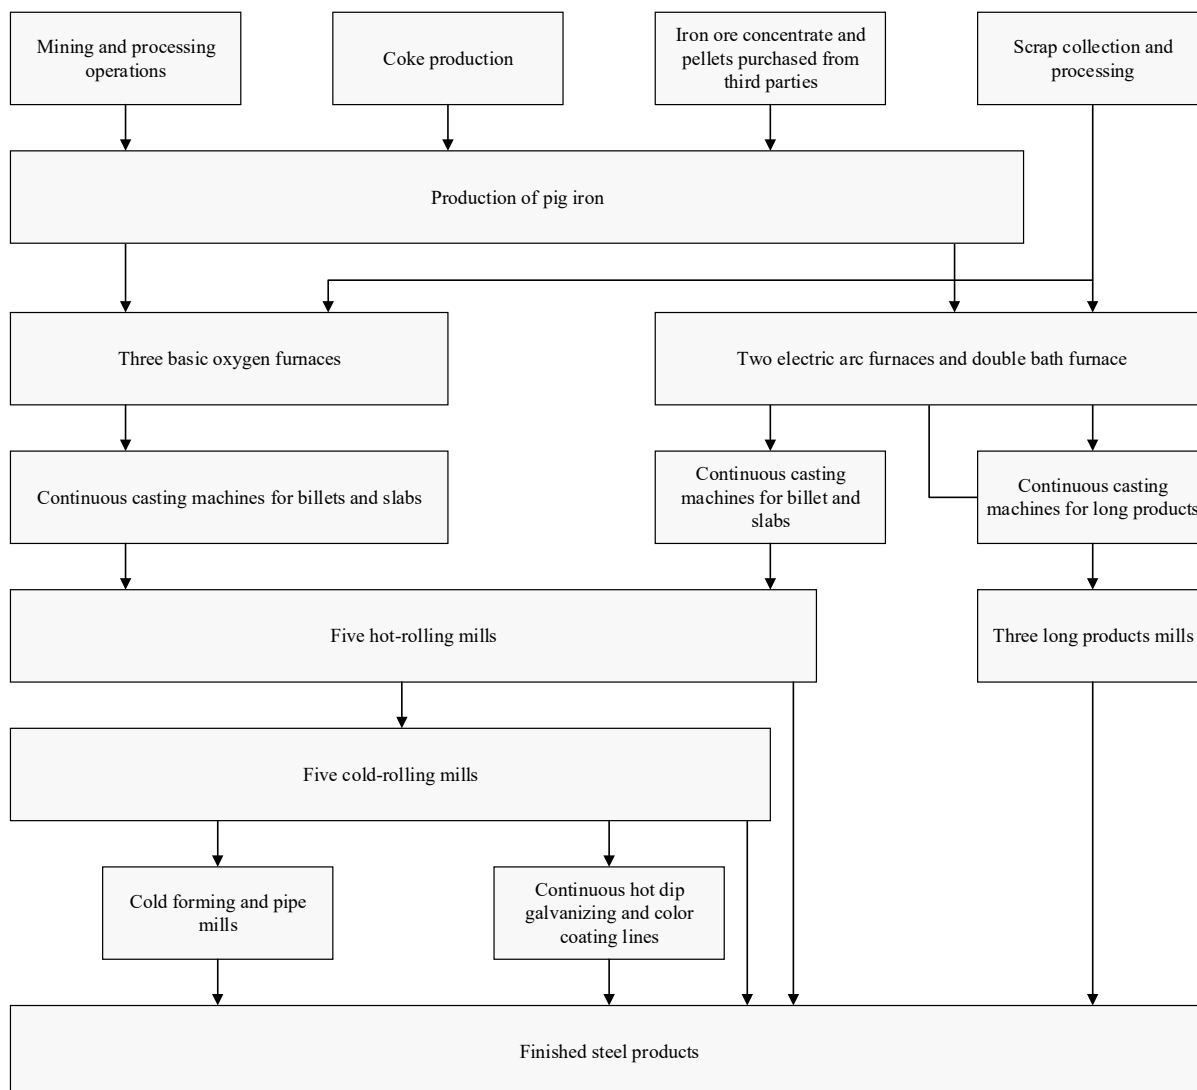 Mining and processing
operations
Coke production
Iron ore concentrate and
pellets purchased from
third parties
Scrap collection and
processing
Production of pig iron
Three basic oxygen furnaces
Two electric arc furnaces and double bath furnace
Continuous casting machines for billets and slabs
Continuous casting
machines for billet and
slabs
Continuous casting
machines for long products
Five hot-rolling mills
Three long products mills
Five cold-rolling mills
Cold forming and pipe
mills
Continuous hot dip
galvanizing and color
coating lines
Finished steel products